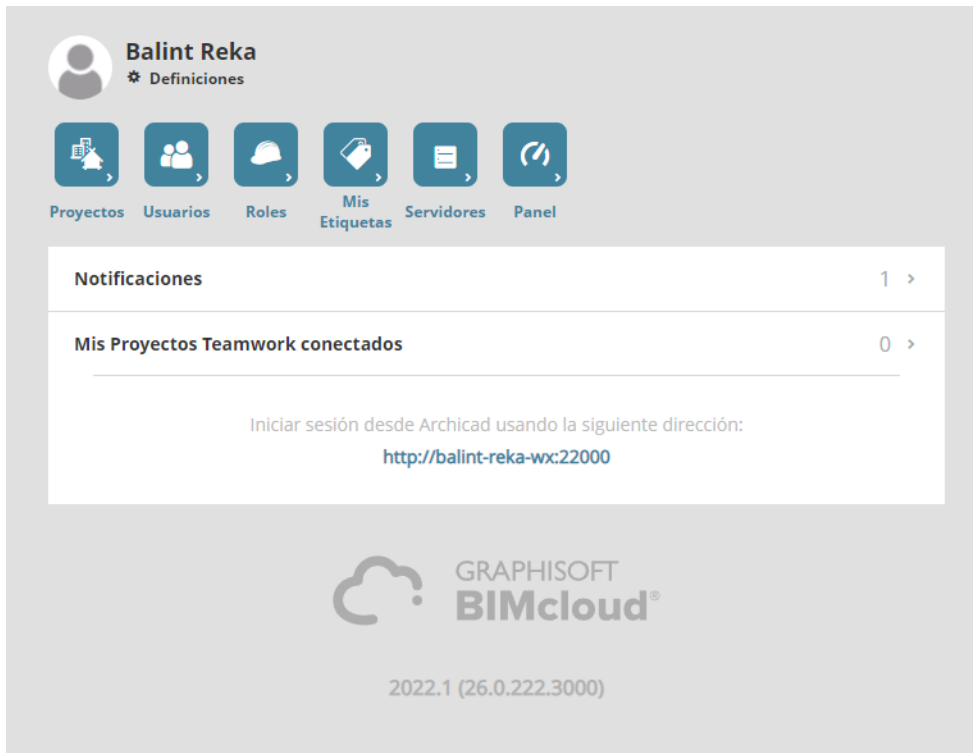 Balint Reka
Definiciones
Proyectos
Usuarios
Roles
Mis
Etiquetas
Servidores
Panel
Notificaciones 1
Mis Proyectos Teamwork conectados 0
Iniciar sesión desde Archicad usando la siguiente dirección:
http://balint-reka-wx:22000
GRAPHISOFT
BIMcloud®
2022.1 (26.0.222.3000)